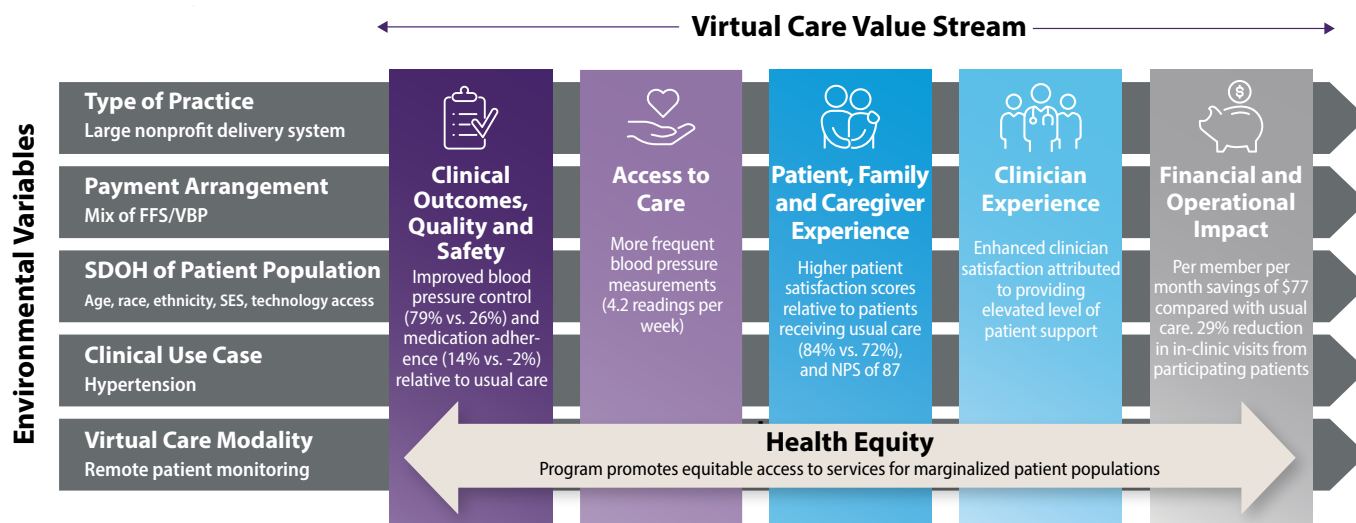 Virtual Care Value Stream
Environmental Variables
Type of Practice
Large nonprofit delivery system
Payment Arrangement
Mix of FFS/VBP
SDOH of Patient Population
Age, race, ethnicity, SES, technology access
Clinical Use Case
Hypertension
Virtual Care Modality
Remote patient monitoring
Clinical
Outcomes,
Quality and
Safety
Improved blood
pressure control
(79% vs. 26%) and
medication adher-
ence (14% vs. -2%)
relative to usual care
Access to
Care
More frequent
blood pressure
measurements
(4.2 readings per
week)
Patient, Family
and Caregiver
Experience
Higher patient
satisfaction scores
relative to patients
receiving usual care
(84% vs. 72%),
and NPS of 87
Clinician
Experience
Enhanced clinician
satisfaction attributed
to providing
elevated level of
patient support
$
Financial and
Operational
Impact
Per member per
month savings of $77
compared with usual
care. 29% reduction
in in-clinic visits from
participating patients
Health Equity
Program promotes equitable access to services for marginalized patient populations